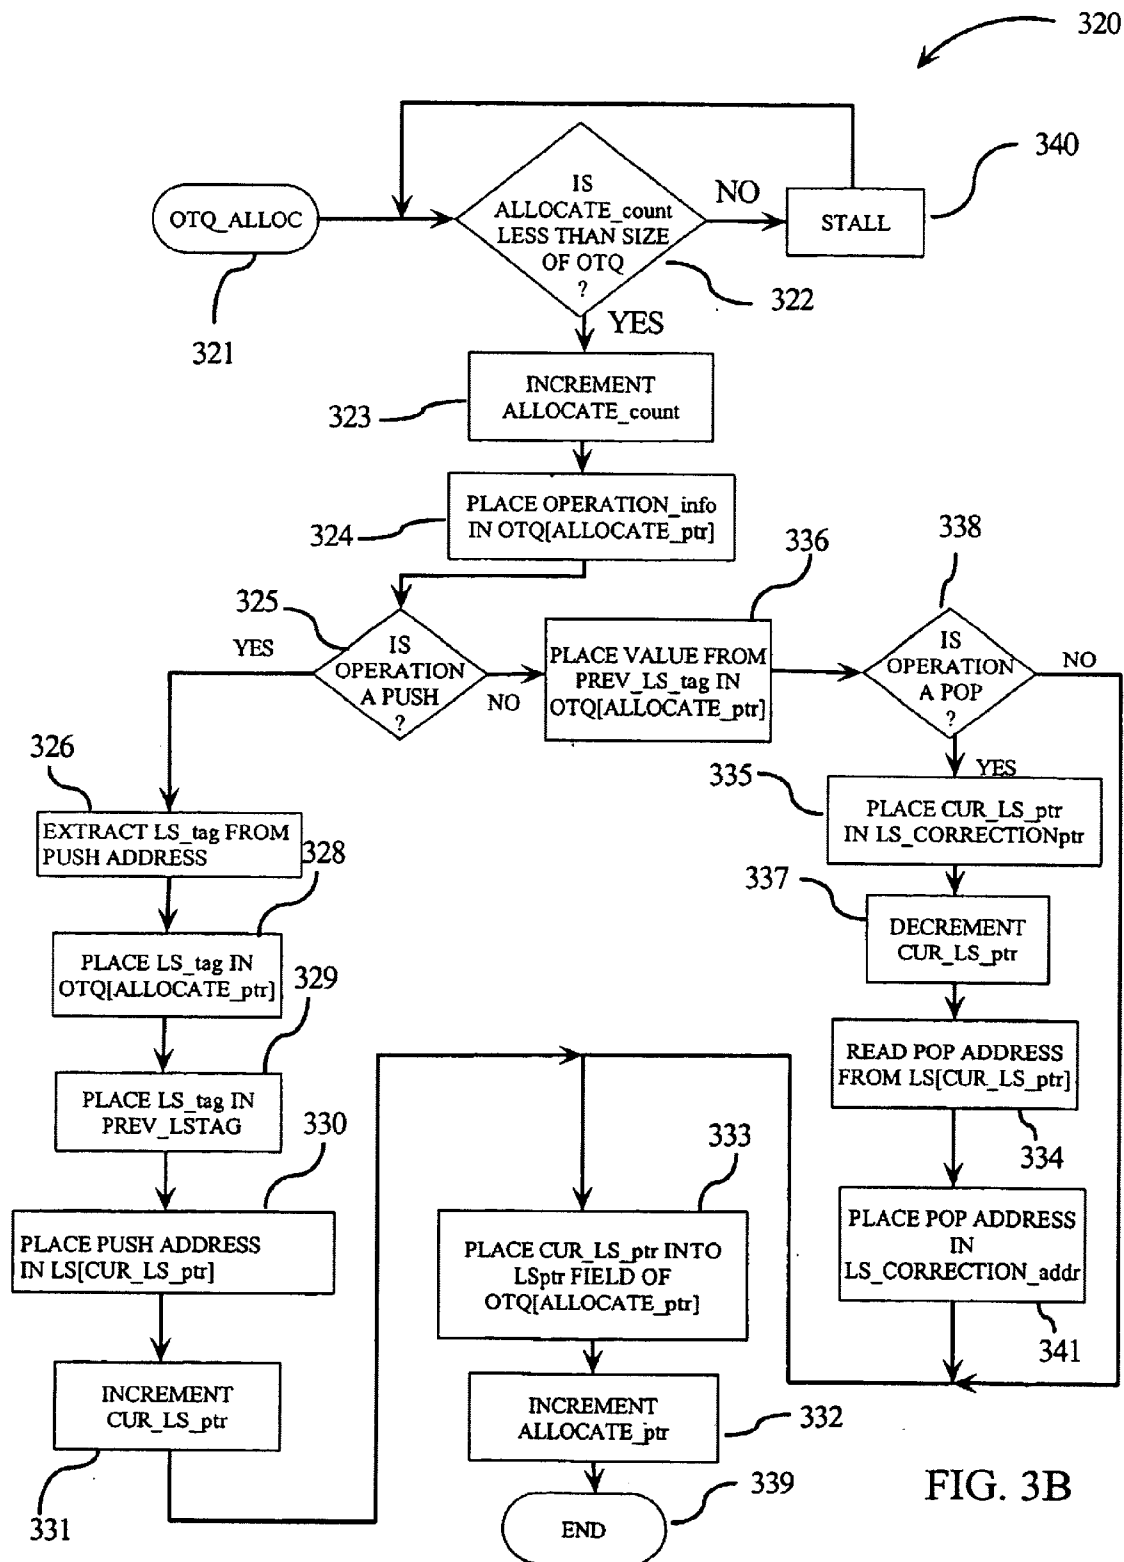 320
340
IS
ALLOCATE_count
LESS THAN SIZE
OF OTQ
?
NO
STALL
OTQ_ALLOC
322
321
YES
INCREMENT
ALLOCATE_count
323
PLACE OPERATION_info
IN OTQ[ALLOCATE_ptr]
324
336
338
325
YES
IS
OPERATION
A PUSH
?
NO
PLACE VALUE FROM
PREV_LS_tag IN
OTQ[ALLOCATE_ptr]
IS
OPERATION
A POP
?
NO
YES
326
335
PLACE CUR_LS_ptr
IN LS_CORRECTIONptr
EXTRACT LS_tag FROM
PUSH ADDRESS
328
337
DECREMENT
CUR_LS_ptr
PLACE LS_tag IN
OTQ[ALLOCATE_ptr]
329
READ POP ADDRESS
FROM LS[CUR_LS_ptr]
334
PLACE LS_tag IN
PREV_LSTAG
330
333
PLACE POP ADDRESS
IN
LS_CORRECTION_addr
341
PLACE PUSH ADDRESS
IN LS[CUR_LS_ptr]
PLACE CUR_LS_ptr INTO
LSptr FIELD OF
OTQ[ALLOCATE_ptr]
INCREMENT
CUR_LS_ptr
331
INCREMENT
ALLOCATE_ptr
332
339
END
FIG. 3B